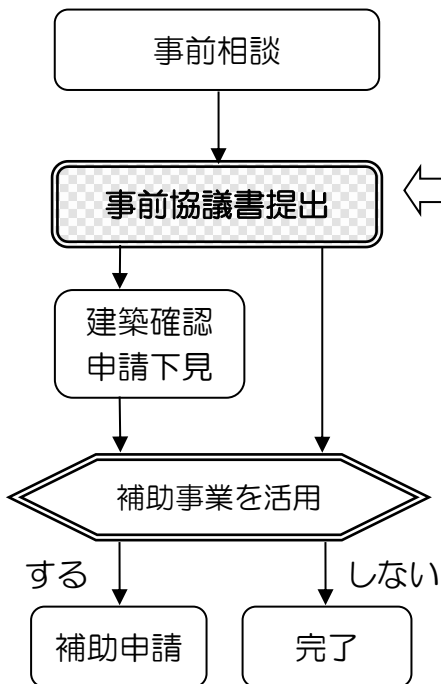 事前相談
事前協議書提出
建築確認
申請下見
補助事業を活用
する
しない
補助申請
完了